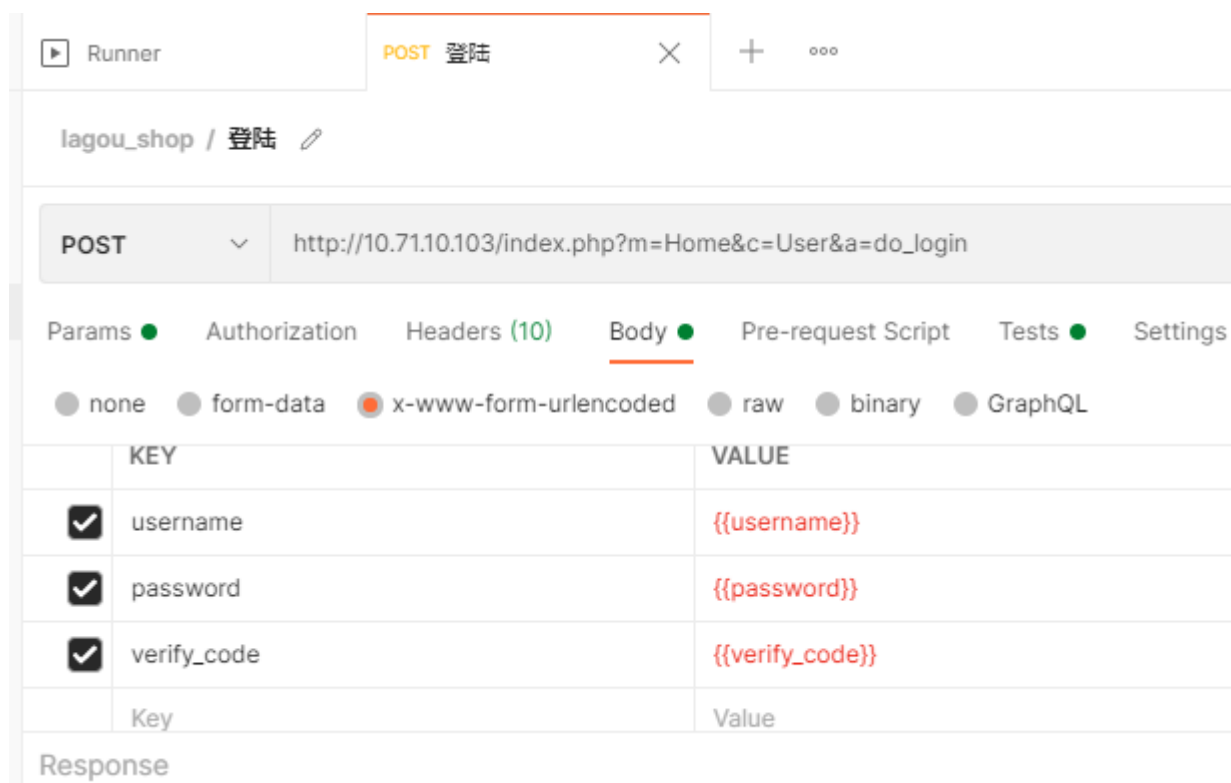 Runner
POST 登陆
lagou_shop / 登陆
POST http://10.71.10.103/index.php?m=Home&c=User&a=do_login
Params Authorization Headers (10) Body Pre-request Script Tests Settings
none form-data x-www-form-urlencoded raw binary GraphQL
KEY VALUE
username {{username}}
password {{password}}
verify_code {{verify_code}}
Key Value
Response